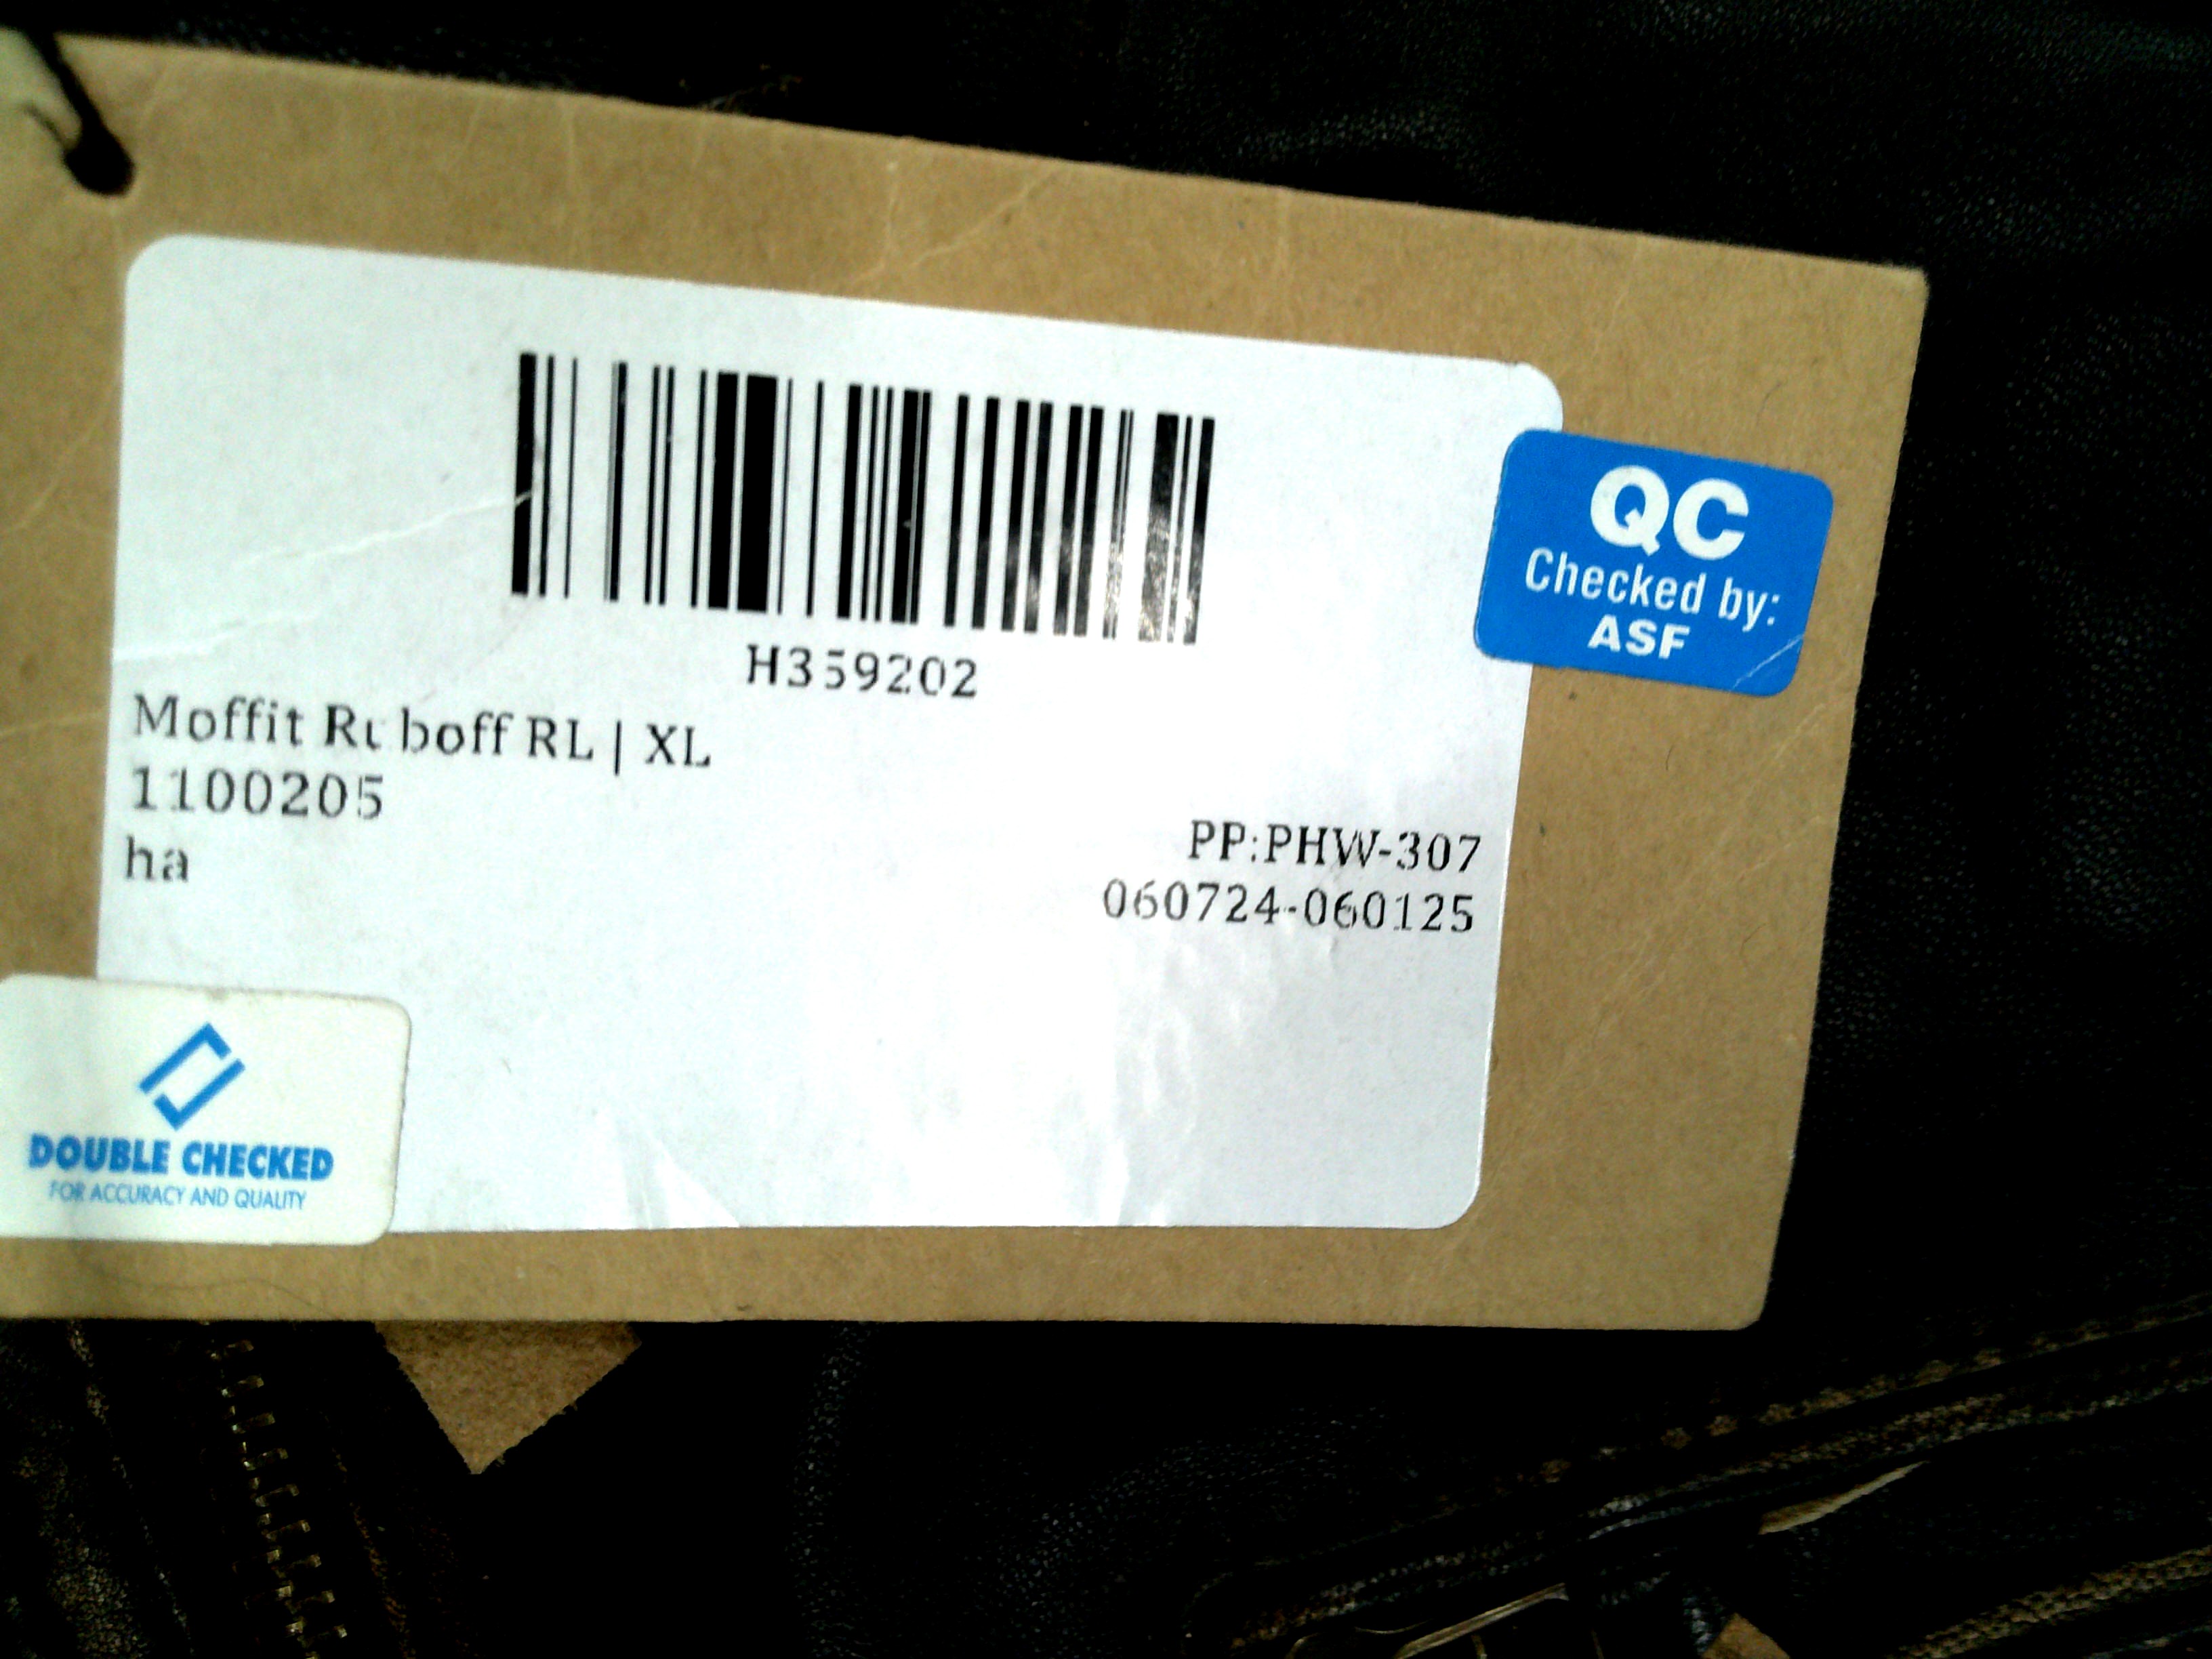 H359202
Moffit Ruboff RL | XL
1100205
ha
PP:PHW-307
060724-060125
QC
Checked by:
ASF
DOUBLE CHECKED
FOR ACCURACY AND QUALITY